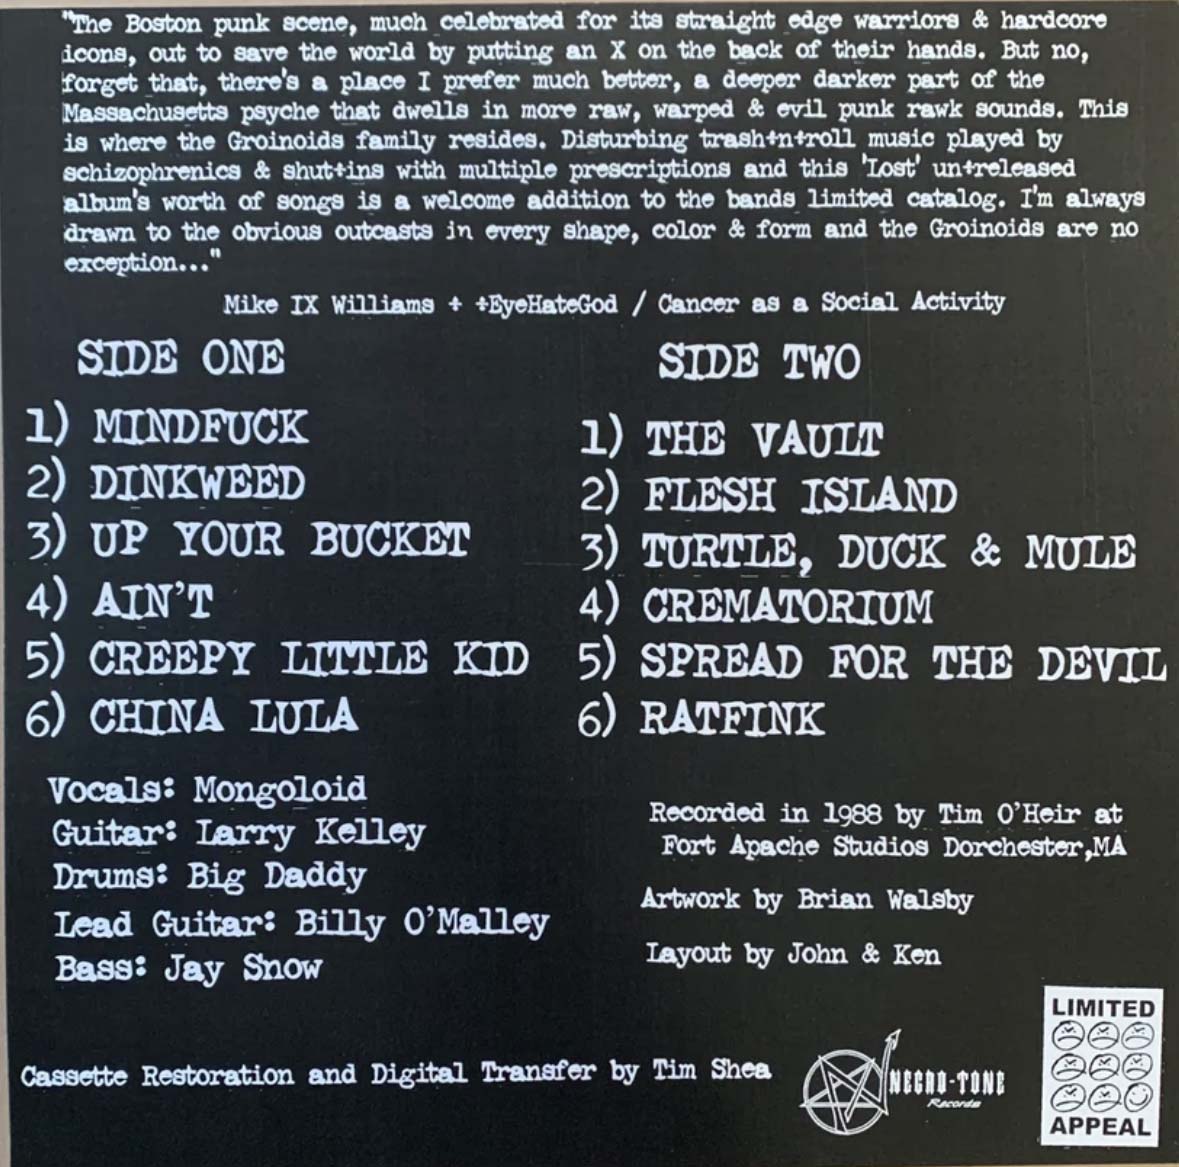 "The Boston punk scene, much celebrated for its straight edge warriors & hardcore
icons, out to save the world by putting an X on the back of their hands. But no,
forget that, there's a place I prefer much better, a deeper darker part of the
Massachusetts psyche that dwells in more raw, warped & evil punk rawk sounds. This
is where the Groinoids family resides. Disturbing trash+n+roll music played by
schizophrenics & shut+ins with multiple prescriptions and this 'Lost' un+released
album's worth of songs is a welcome addition to the bands limited catalog. I'm always
drawn to the obvious outcasts in every shape, color & form and the Groinoids are no
exception..."
Mike IX Williams + +EyeHateGod / Cancer as a Social Activity
SIDE ONE
1) MINDFUCK
2) DINKWEED
3) UP YOUR BUCKET
4) AIN'T
5) CREEPY LITTLE KID
6) CHINA LULA
SIDE TWO
1) THE VAULT
2) FLESH ISLAND
3) TURTLE, DUCK & MULE
4) CREMATORIUM
5) SPREAD FOR THE DEVIL
6) RATFINK
Vocals: Mongoloid
Guitar: Larry Kelley
Drums: Big Daddy
Lead Guitar: Billy O'Malley
Bass: Jay Snow
Recorded in 1988 by Tim O'Heir at
Fort Apache Studios Dorchester,MA
Artwork by Brian Walsby
Layout by John & Ken
Cassette Restoration and Digital Transfer by Tim Shea
NECRO-TONE
Records
LIMITED
APPEAL